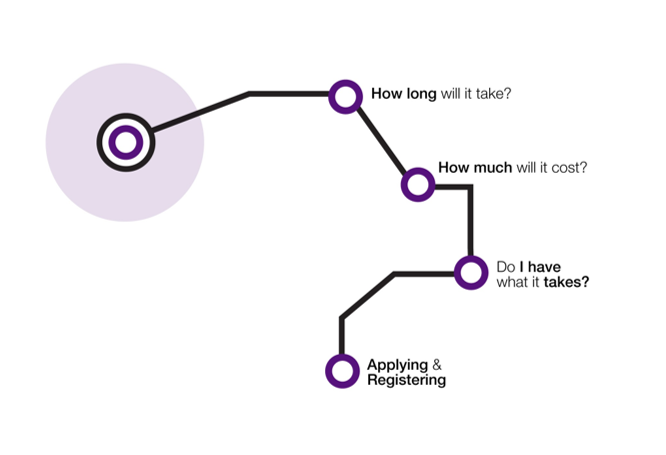 How long will it take?
How much will it cost?
Do I have
what it takes?
Applying &
Registering